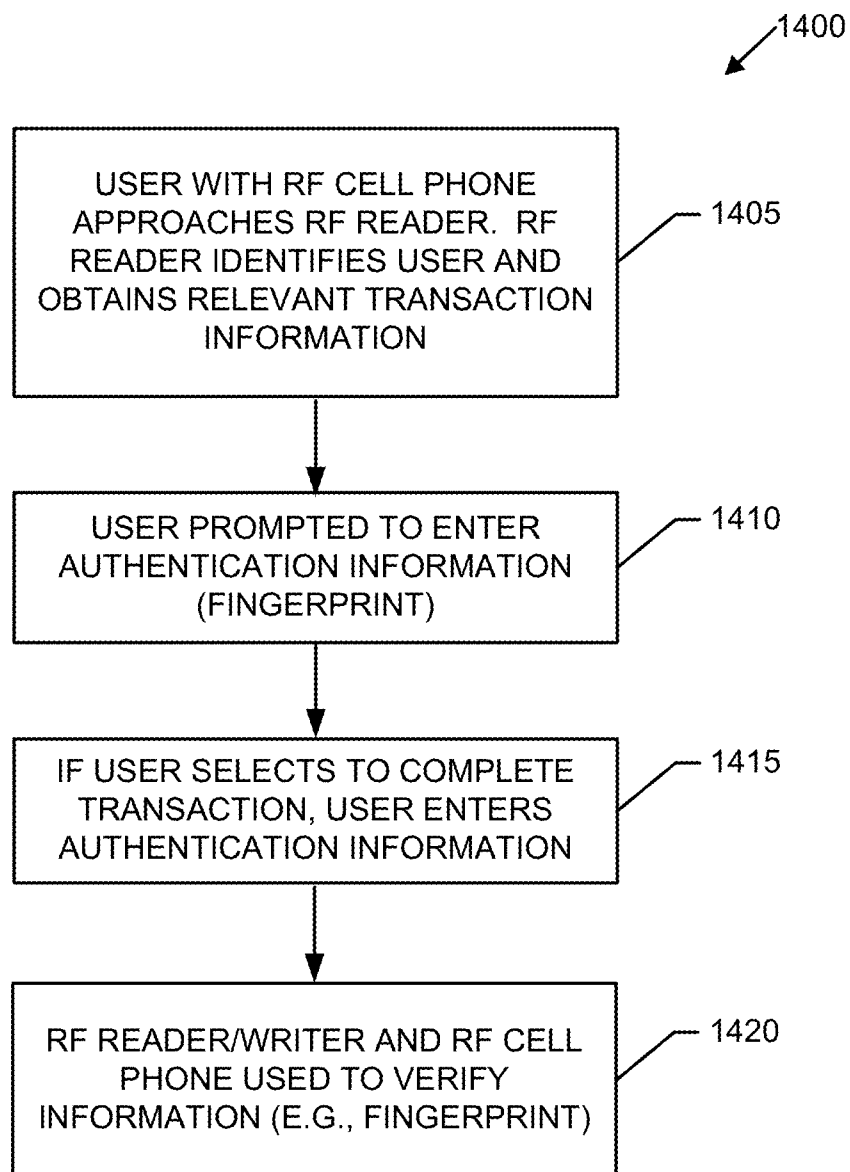 1400
USER WITH RF CELL PHONE
APPROACHES RF READER. RF
READER IDENTIFIES USER AND
OBTAINS RELEVANT TRANSACTION
INFORMATION
1405
USER PROMPTED TO ENTER
AUTHENTICATION INFORMATION
(FINGERPRINT)
1410
IF USER SELECTS TO COMPLETE
TRANSACTION, USER ENTERS
AUTHENTICATION INFORMATION
1415
RF READER/WRITER AND RF CELL
PHONE USED TO VERIFY
INFORMATION (E.G., FINGERPRINT)
1420